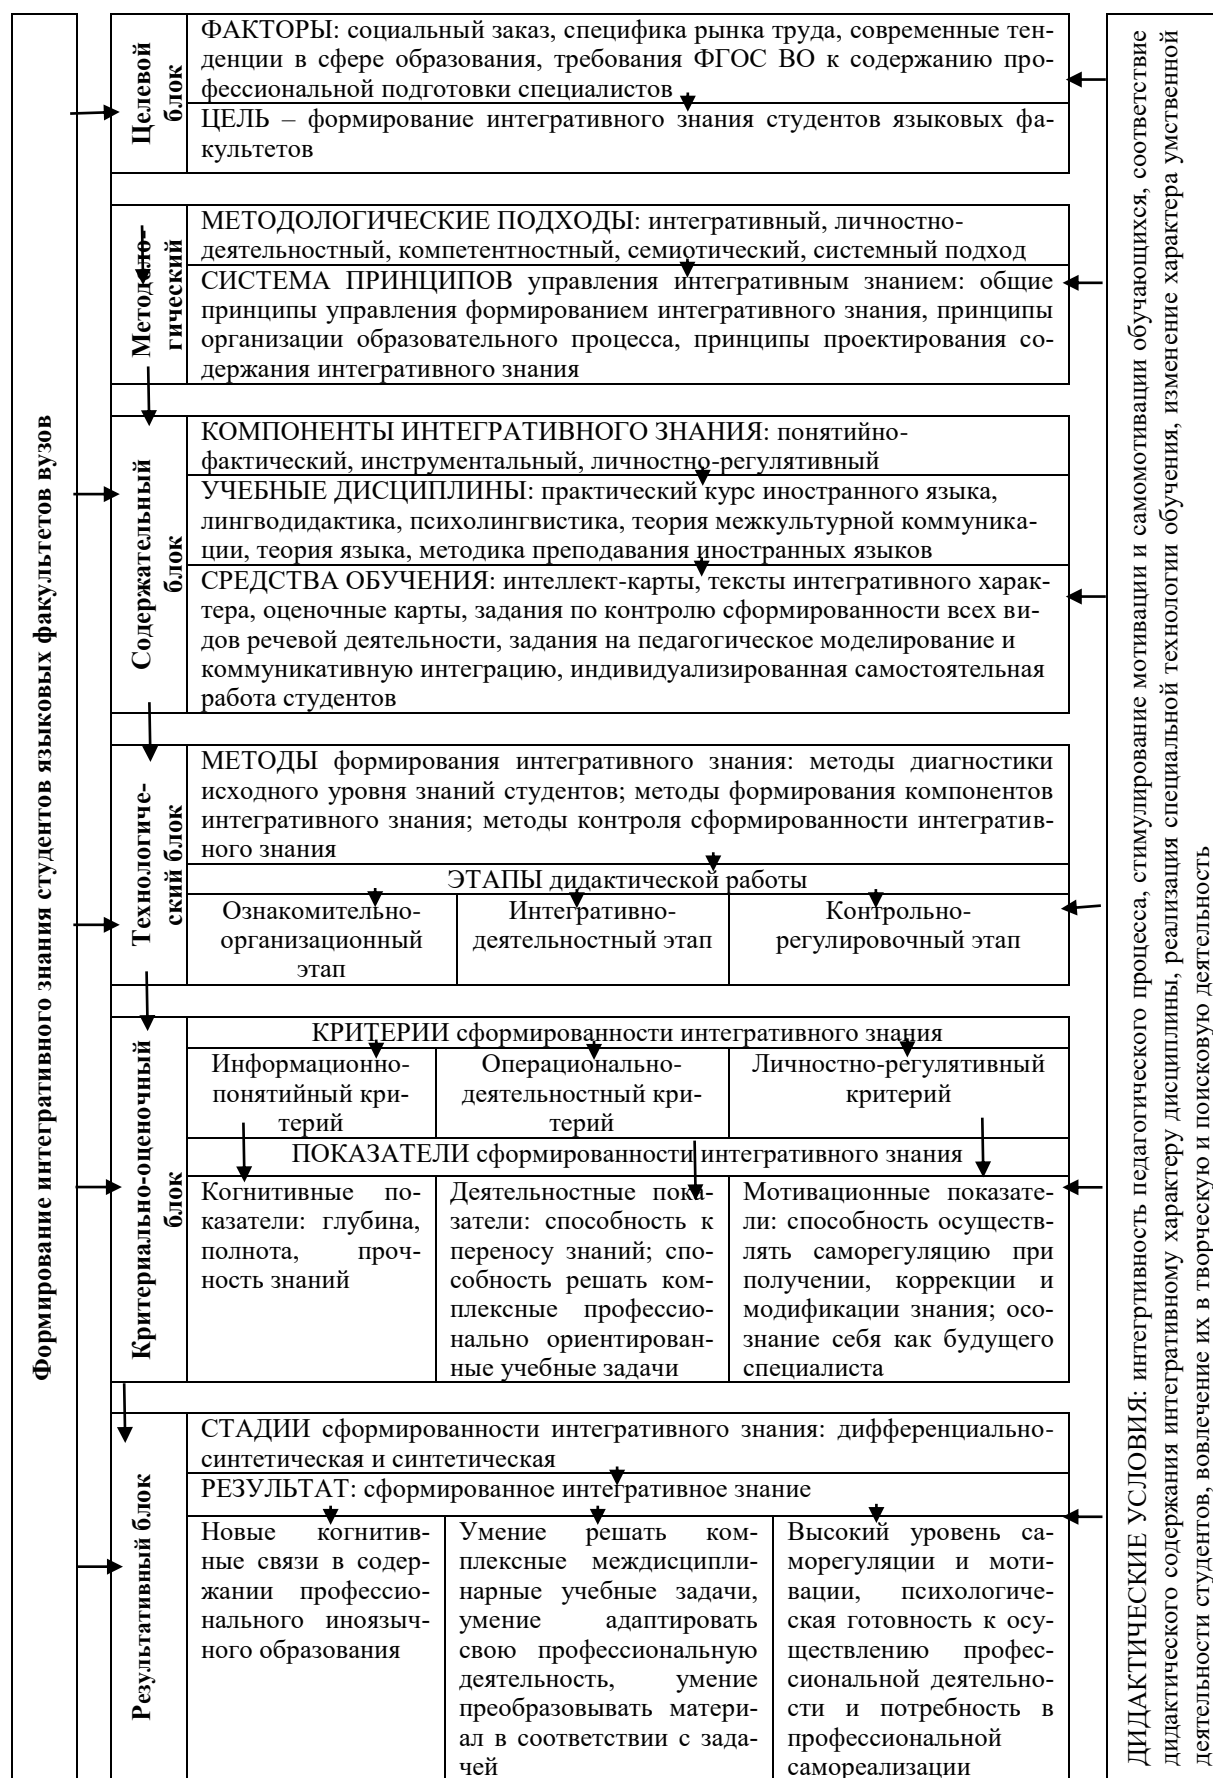 Формирование интегративного знания студентов языковых факультетов вузов
Целевой
блок
ФАКТОРЫ: социальный заказ, специфика рынка труда, современные тен-
денции в сфере образования, требования ФГОС ВО к содержанию про-
фессиональной подготовки специалистов
ЦЕЛЬ – формирование интегративного знания студентов языковых фа-
культетов
Методоло-
гический
МЕТОДОЛОГИЧЕСКИЕ ПОДХОДЫ: интегративный, личностно-
деятельностный, компетентностный, семиотический, системный подход
СИСТЕМА ПРИНЦИПОВ управления интегративным знанием: общие
принципы управления формированием интегративного знания, принципы
организации образовательного процесса, принципы проектирования со-
держания интегративного знания
Содержательный
блок
КОМПОНЕНТЫ ИНТЕГРАТИВНОГО ЗНАНИЯ: понятийно-
фактический, инструментальный, личностно-регулятивный
УЧЕБНЫЕ ДИСЦИПЛИНЫ: практический курс иностранного языка,
лингводидактика, психолингвистика, теория межкультурной коммуника-
ции, теория языка, методика преподавания иностранных языков
СРЕДСТВА ОБУЧЕНИЯ: интеллект-карты, тексты интегративного харак-
тера, оценочные карты, задания по контролю сформированности всех ви-
дов речевой деятельности, задания на педагогическое моделирование и
коммуникативную интеграцию, индивидуализированная самостоятельная
работа студентов
Технологиче-
ский блок
МЕТОДЫ формирования интегративного знания: методы диагностики
исходного уровня знаний студентов; методы формирования компонентов
интегративного знания; методы контроля сформированности интегратив-
ного знания
ЭТАПЫ дидактической работы
Ознакомительно-
организационный
этап
Интегративно-
деятельностный этап
Контрольно-
регулировочный этап
Критериально-оценочный
блок
КРИТЕРИИ сформированности интегративного знания
Информационно-
понятийный кри-
терий
Операционально-
деятельностный кри-
терий
Личностно-регулятивный
критерий
ПОКАЗАТЕЛИ сформированности интегративного знания
Когнитивные по-
казатели: глубина,
полнота, проч-
ность знаний
Деятельностные пока-
затели: способность к
переносу знаний; спо-
собность решать ком-
плексные профессио-
нально ориентирован-
ные учебные задачи
Мотивационные показате-
ли: способность осуществ-
лять саморегуляцию при
получении, коррекции и
модификации знания; осо-
знание себя как будущего
специалиста
Результативный блок
СТАДИИ сформированности интегративного знания: дифференциально-
синтетическая и синтетическая
РЕЗУЛЬТАТ: сформированное интегративное знание
Новые когнитив-
ные связи в содер-
жании профессио-
нального иноязыч-
ного образования
Умение решать ком-
плексные междисципли-
нарные учебные задачи,
умение адаптировать
свою профессиональную
деятельность, умение
преобразовывать матери-
ал в соответствии с зада-
чей
Высокий уровень са-
морегуляции и моти-
вации, психологиче-
ская готовность к осу-
ществлению профес-
сиональной деятельно-
сти и потребность в
профессиональной
самореализации
ДИДАКТИЧЕСКИЕ УСЛОВИЯ: интегртивность педагогического процесса, стимулирование мотивации и самомотивации обучающихся, соответствие
дидактического содержания интегративному характеру дисциплины, реализация специальной технологии обучения, изменение характера умственной
деятельности студентов, вовлечение их в творческую и поисковую деятельность